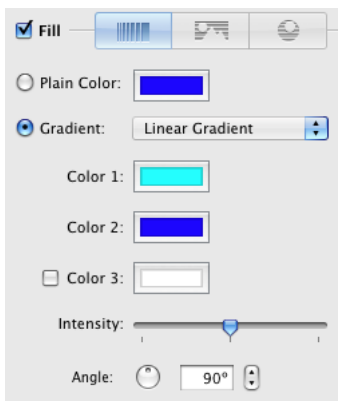 Fill
Plain Color:
Gradient: Linear Gradient
Color 1:
Color 2:
Color 3:
Intensity:
Angle: 90°